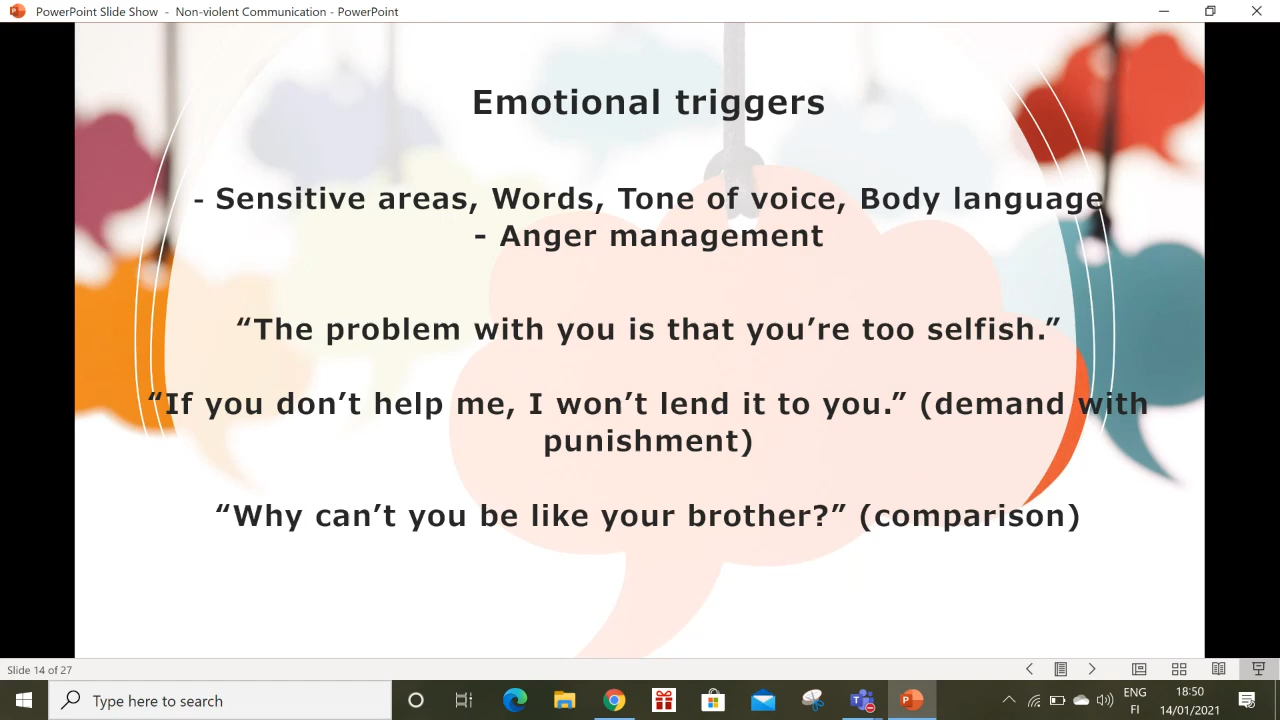 PowerPoint Slide Show - Non-violent Communication - PowerPoint
Emotional triggers
- Sensitive areas, Words, Tone of voice, Body language
- Anger management
“The problem with you is that you’re too selfish.”
“If you don’t help me, I won’t lend it to you.” (demand with
punishment)
“Why can’t you be like your brother?” (comparison)
Slide 14 of 27
Type here to search
ENG
FI
18:50
14/01/2021